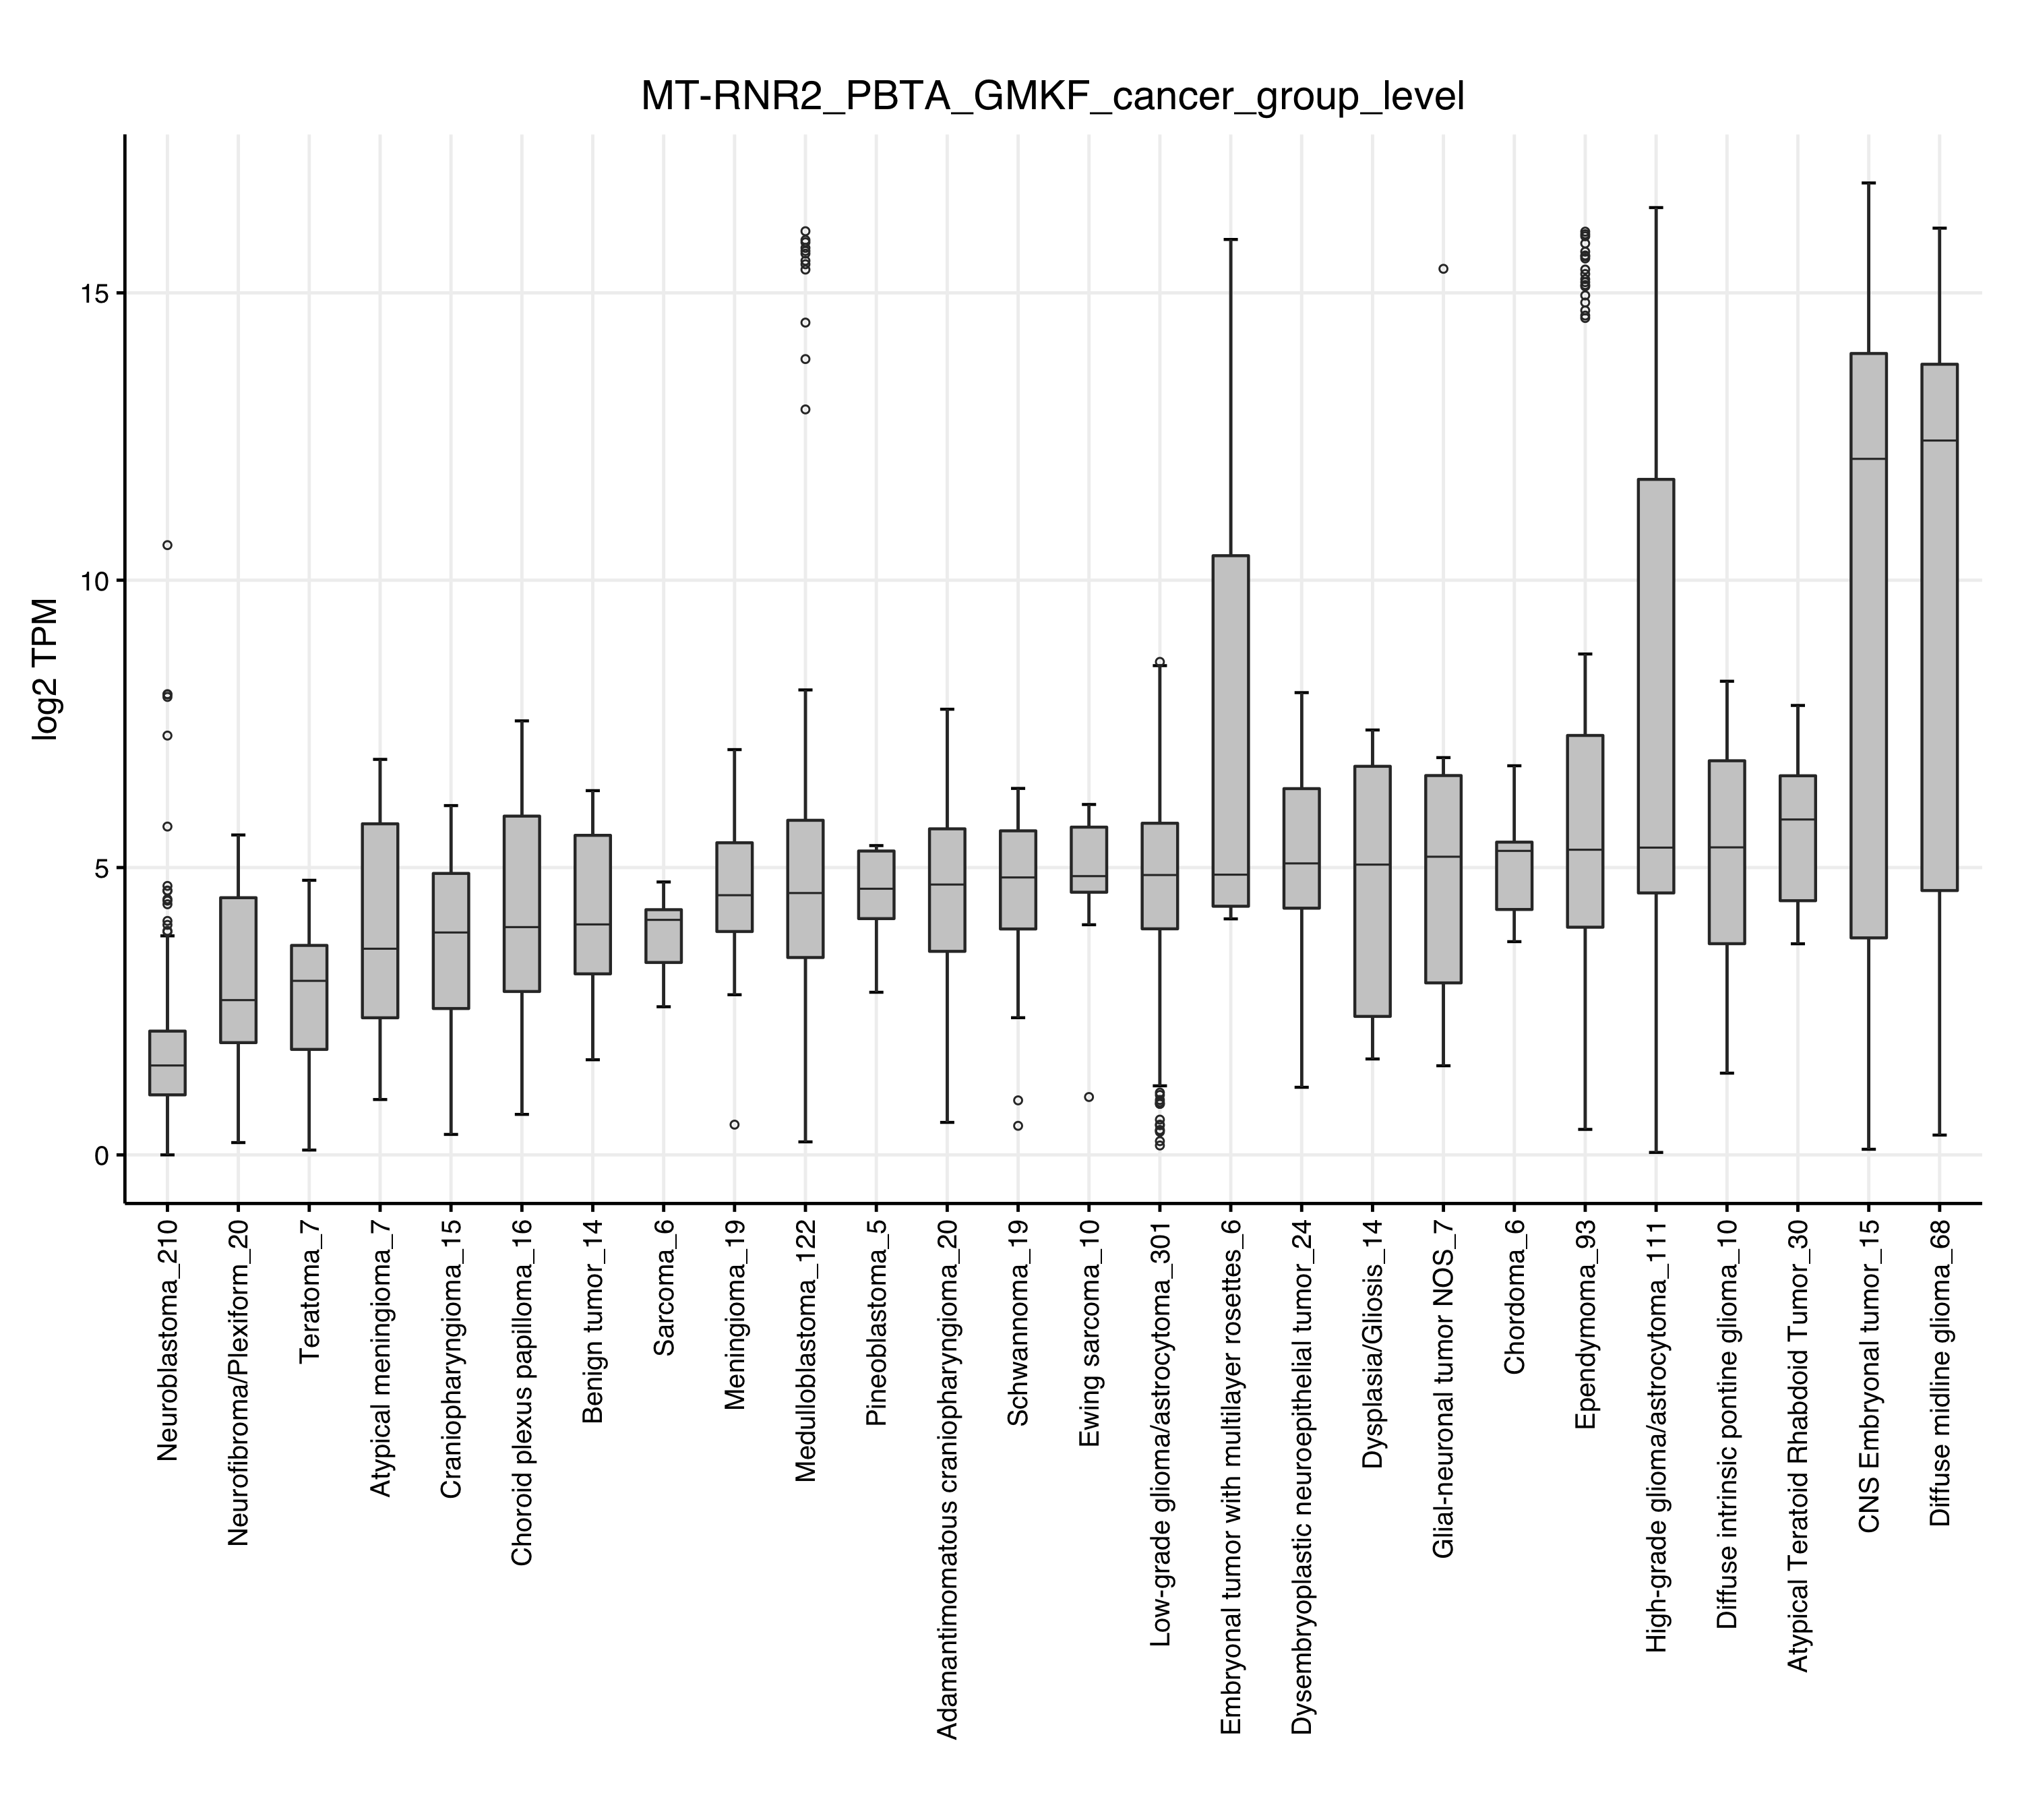 MT-RNR2_PBTA_GMKF_cancer_group_level
log2 TPM
15
10
5
0
Neuroblastoma_210
Neurofibroma/Plexiform_20
Teratoma_7
Atypical meningioma_7
Craniopharyngioma_15
Choroid plexus papilloma_16
Benign tumor_14
Sarcoma_6
Meningioma_19
Medulloblastoma_122
Pineoblastoma_5
Adamantimomatous craniopharyngioma_20
Schwannoma_19
Ewing sarcoma_10
Low-grade glioma/astrocytoma_301
Embryonal tumor with multilayer rosettes_6
Dysembryoplastic neuroepithelial tumor_24
Dysplasia/Gliosis_14
Glial-neuronal tumor NOS_7
Chordoma_6
Ependymoma_93
High-grade glioma/astrocytoma_111
Diffuse intrinsic pontine glioma_10
Atypical Teratoid Rhabdoid Tumor_30
CNS Embryonal tumor_15
Diffuse midline glioma_68